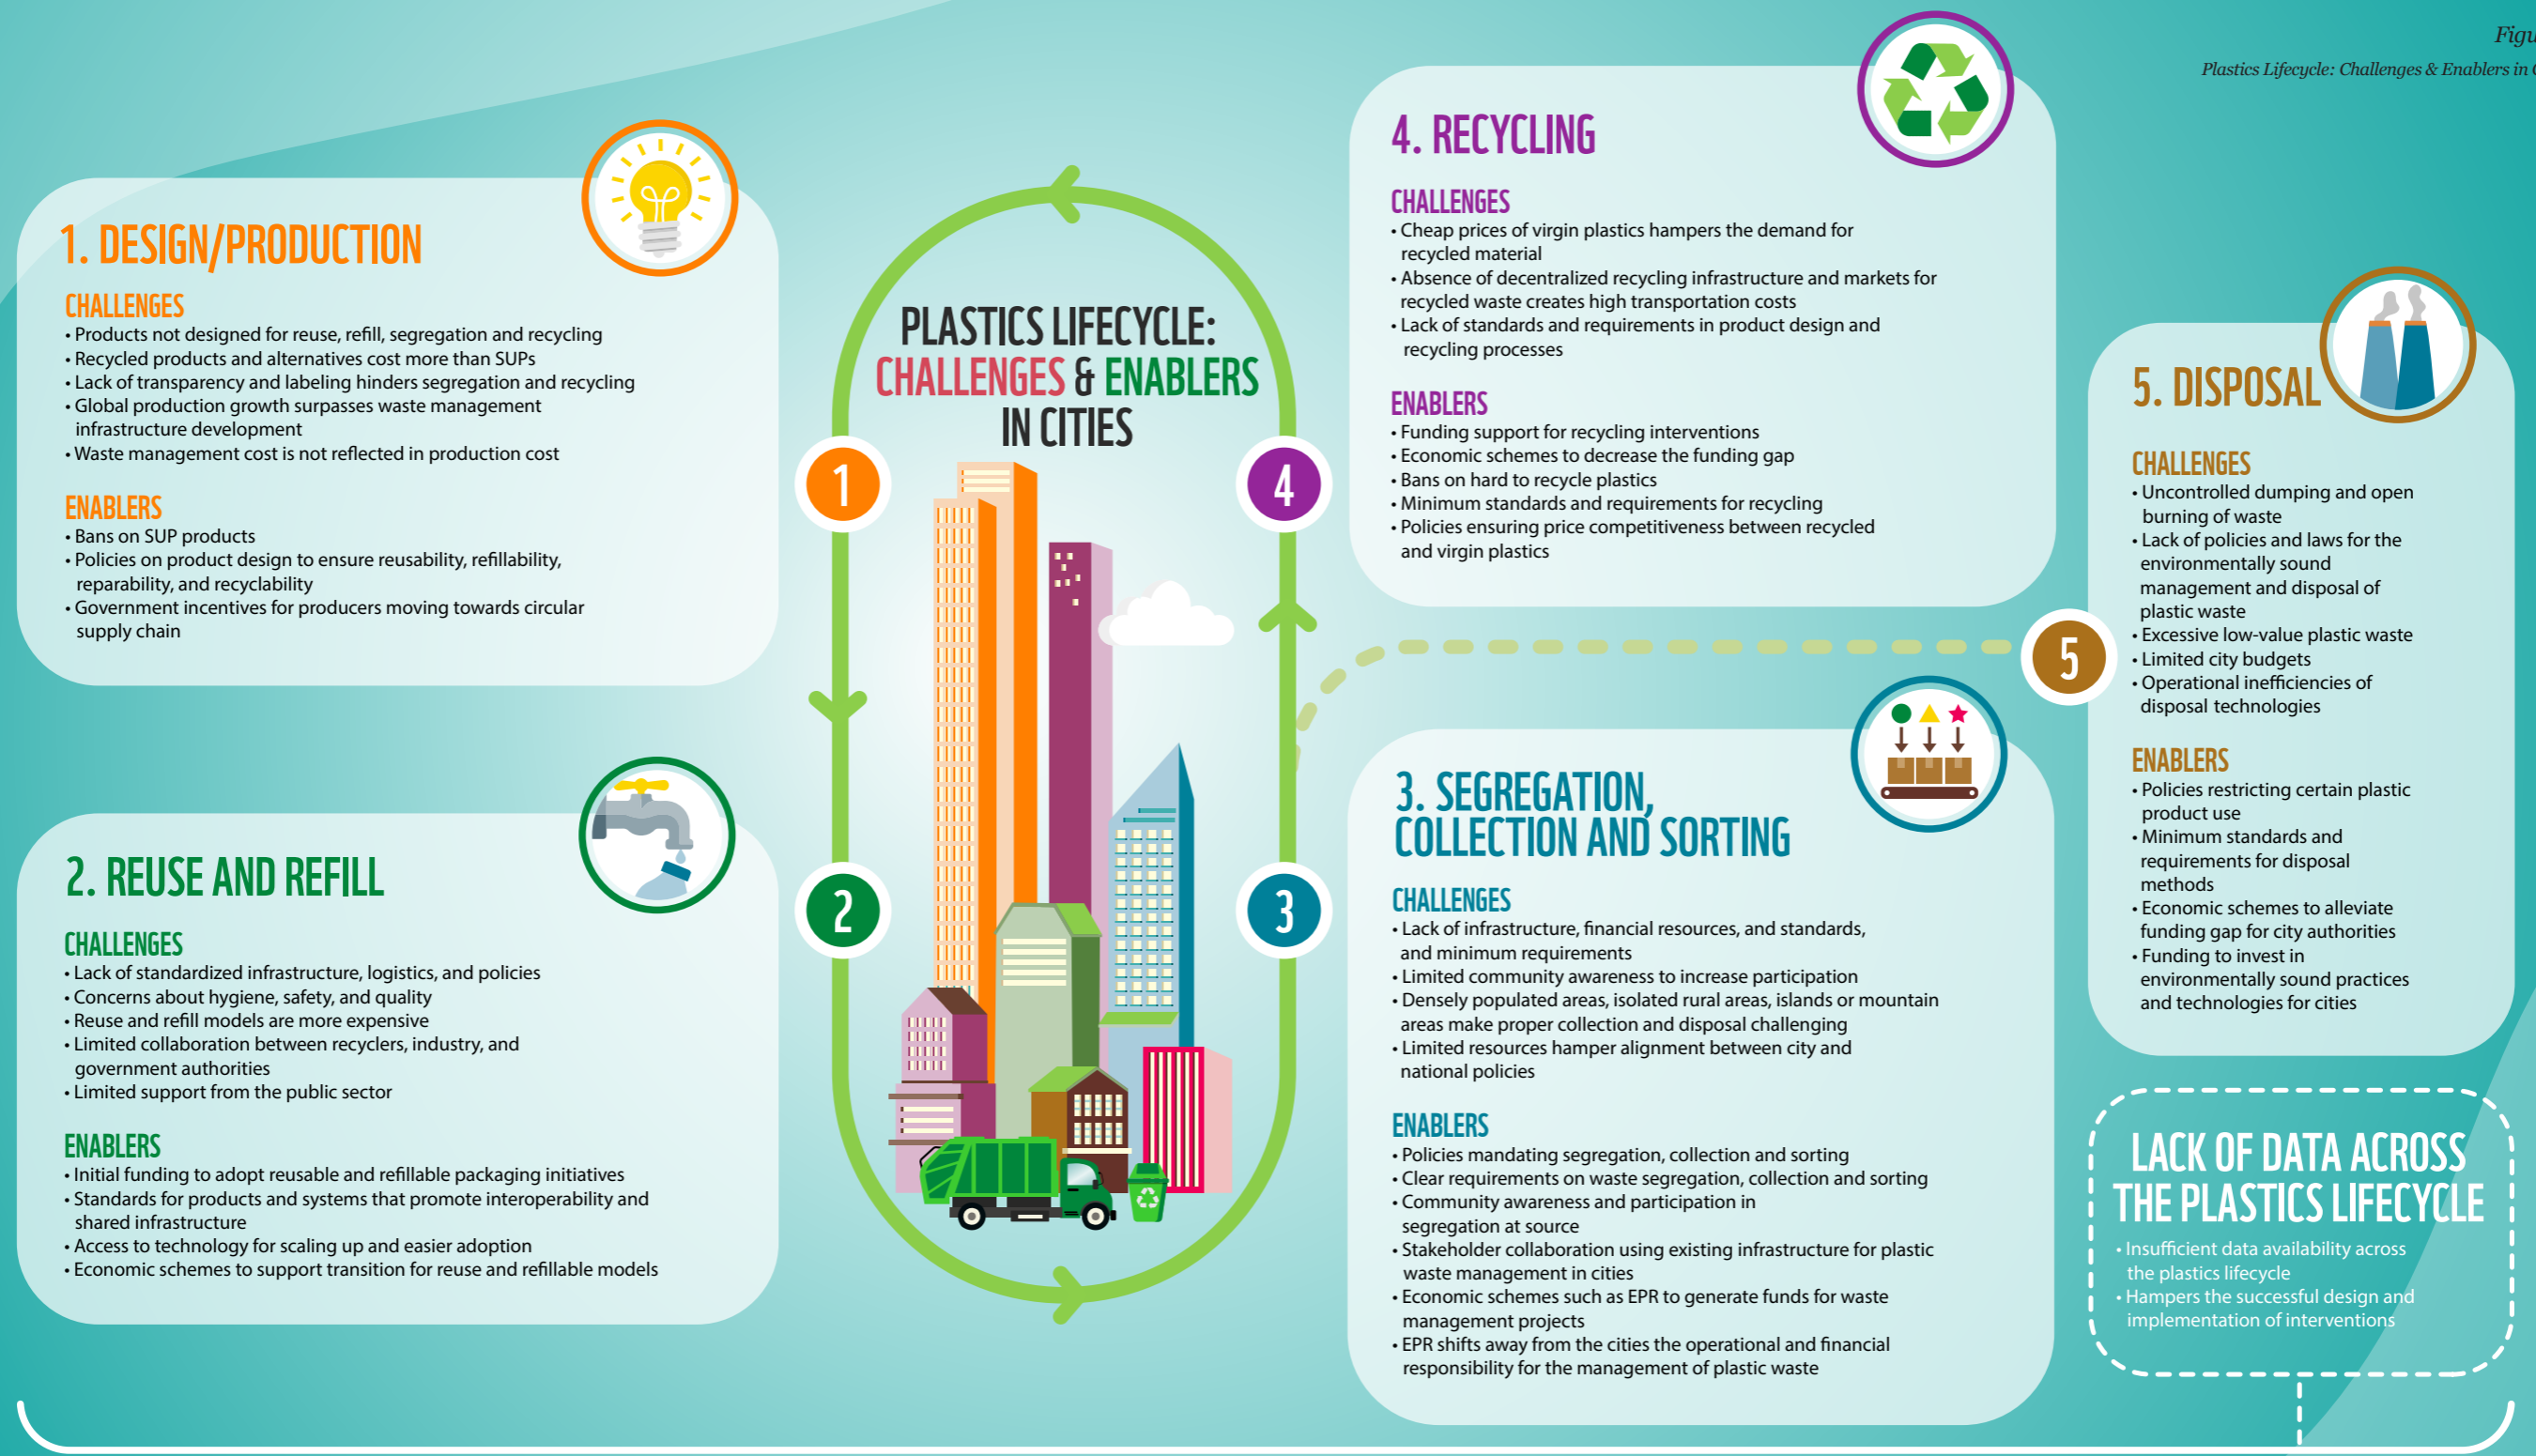 Figu
Plastics Lifecycle: Challenges & Enablers in C
PLASTICS LIFECYCLE:
CHALLENGES & ENABLERS
IN CITIES
1
2
3
4
5
1. DESIGN/PRODUCTION
CHALLENGES
• Products not designed for reuse, refill, segregation and recycling
• Recycled products and alternatives cost more than SUPs
• Lack of transparency and labeling hinders segregation and recycling
• Global production growth surpasses waste management
infrastructure development
• Waste management cost is not reflected in production cost
ENABLERS
• Bans on SUP products
• Policies on product design to ensure reusability, refillability,
reparability, and recyclability
• Government incentives for producers moving towards circular
supply chain
2. REUSE AND REFILL
CHALLENGES
• Lack of standardized infrastructure, logistics, and policies
• Concerns about hygiene, safety, and quality
• Reuse and refill models are more expensive
• Limited collaboration between recyclers, industry, and
government authorities
• Limited support from the public sector
ENABLERS
• Initial funding to adopt reusable and refillable packaging initiatives
• Standards for products and systems that promote interoperability and
shared infrastructure
• Access to technology for scaling up and easier adoption
• Economic schemes to support transition for reuse and refillable models
3. SEGREGATION,
COLLECTION AND SORTING
CHALLENGES
• Lack of infrastructure, financial resources, and standards,
and minimum requirements
• Limited community awareness to increase participation
• Densely populated areas, isolated rural areas, islands or mountain
areas make proper collection and disposal challenging
• Limited resources hamper alignment between city and
national policies
ENABLERS
• Policies mandating segregation, collection and sorting
• Clear requirements on waste segregation, collection and sorting
• Community awareness and participation in
segregation at source
• Stakeholder collaboration using existing infrastructure for plastic
waste management in cities
• Economic schemes such as EPR to generate funds for waste
management projects
• EPR shifts away from the cities the operational and financial
responsibility for the management of plastic waste
4. RECYCLING
CHALLENGES
• Cheap prices of virgin plastics hampers the demand for
recycled material
• Absence of decentralized recycling infrastructure and markets for
recycled waste creates high transportation costs
• Lack of standards and requirements in product design and
recycling processes
ENABLERS
• Funding support for recycling interventions
• Economic schemes to decrease the funding gap
• Bans on hard to recycle plastics
• Minimum standards and requirements for recycling
• Policies ensuring price competitiveness between recycled
and virgin plastics
5. DISPOSAL
CHALLENGES
• Uncontrolled dumping and open
burning of waste
• Lack of policies and laws for the
environmentally sound
management and disposal of
plastic waste
• Excessive low-value plastic waste
• Limited city budgets
• Operational inefficiencies of
disposal technologies
ENABLERS
• Policies restricting certain plastic
product use
• Minimum standards and
requirements for disposal
methods
• Economic schemes to alleviate
funding gap for city authorities
• Funding to invest in
environmentally sound practices
and technologies for cities
LACK OF DATA ACROSS
THE PLASTICS LIFECYCLE
• Insufficient data availability across
the plastics lifecycle
• Hampers the successful design and
implementation of interventions